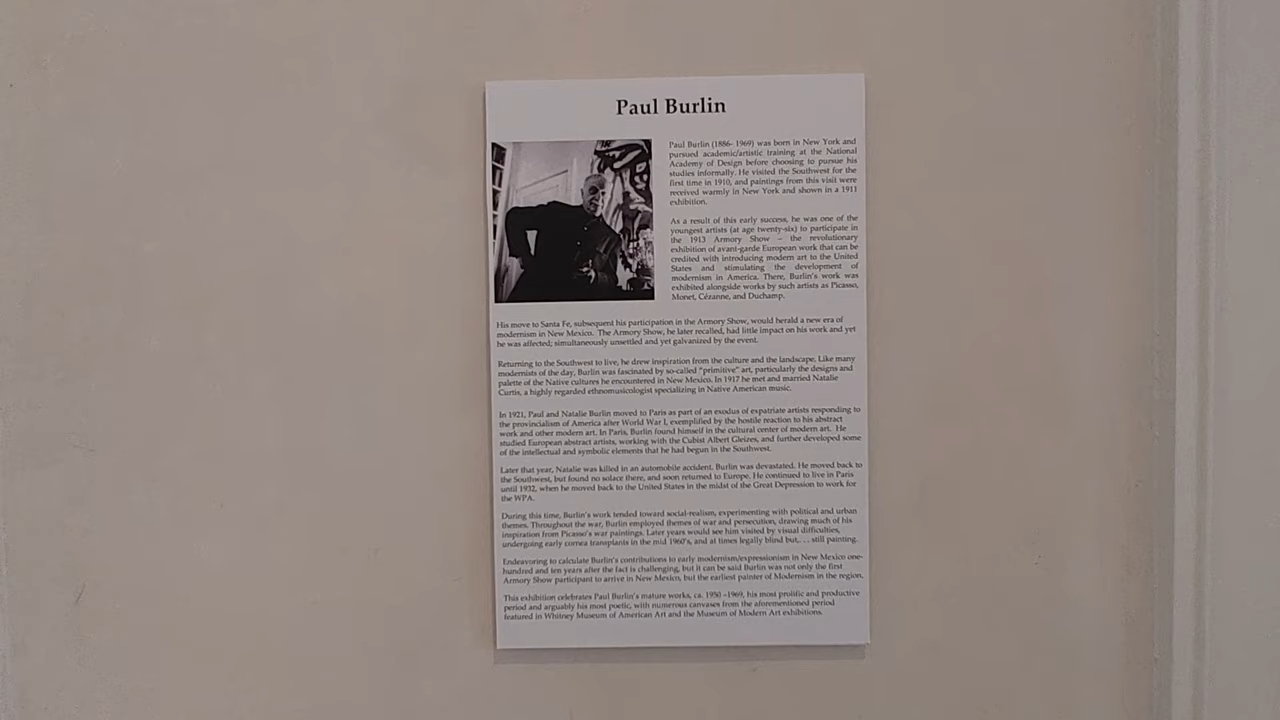 Paul Burlin
Paul Burlin (1886- 1969) was born in New York and
pursued academic/artistic training at the National
Academy of Design before choosing to pursue his
studies informally. He visited the Southwest for the
first time in 1910, and paintings from this visit were
received warmly in New York and shown in a 1911
exhibition.
As a result of this early success, he was one of the
youngest artists (at age twenty-six) to participate in
the 1913 Armory Show – the revolutionary
exhibition of avant-garde European work that can be
credited with introducing modern art to the United
States and stimulating the development of
modernism in America. There, Burlin's work was
exhibited alongside works by such artists as Picasso,
Monet, Cézanne, and Duchamp.
His move to Santa Fe, subsequent his participation in the Armory Show, would herald a new era of
modernism in New Mexico. The Armory Show, he later recalled, had little impact on his work and yet
he was affected; simultaneously unsettled and yet galvanized by the event.
Returning to the Southwest to live, he drew inspiration from the culture and the landscape. Like many
modernists of the day, Burlin was fascinated by so-called "primitive" art, particularly the designs and
palette of the Native cultures he encountered in New Mexico. In 1917 he met and married Natalie
Curtis, a highly regarded ethnomusicologist specializing in Native American music.
In 1921, Paul and Natalie Burlin moved to Paris as part of an exodus of expatriate artists responding to
the provincialism of America after World War I, exemplified by the hostile reaction to his abstract
work and other modern art. In Paris, Burlin found himself in the cultural center of modern art. He
studied European abstract artists, working with the Cubist Albert Gleizes, and further developed some
of the intellectual and symbolic elements that he had begun in the Southwest.
Later that year, Natalie was killed in an automobile accident. Burlin was devastated. He moved back to
the Southwest, but found no solace there, and soon returned to Europe. He continued to live in Paris
until 1932, when he moved back to the United States in the midst of the Great Depression to work for
the WPA.
During this time, Burlin's work tended toward social-realism, experimenting with political and urban
themes. Throughout the war, Burlin employed themes of war and persecution, drawing much of his
inspiration from Picasso's war paintings. Later years would see him visited by visual difficulties,
undergoing early cornea transplants in the mid 1960's, and at times legally blind but. . . still painting.
Endeavoring to calculate Burlin's contributions to early modernism/expressionism in New Mexico one-
hundred and ten years after the fact is challenging, but it can be said Burlin was not only the first
Armory Show participant to arrive in New Mexico, but the earliest painter of Modernism in the region.
This exhibition celebrates Paul Burlin's mature works, ca. 1950 –1969, his most prolific and productive
period and arguably his most poetic, with numerous canvases from the aforementioned period
featured in Whitney Museum of American Art and the Museum of Modern Art exhibitions.